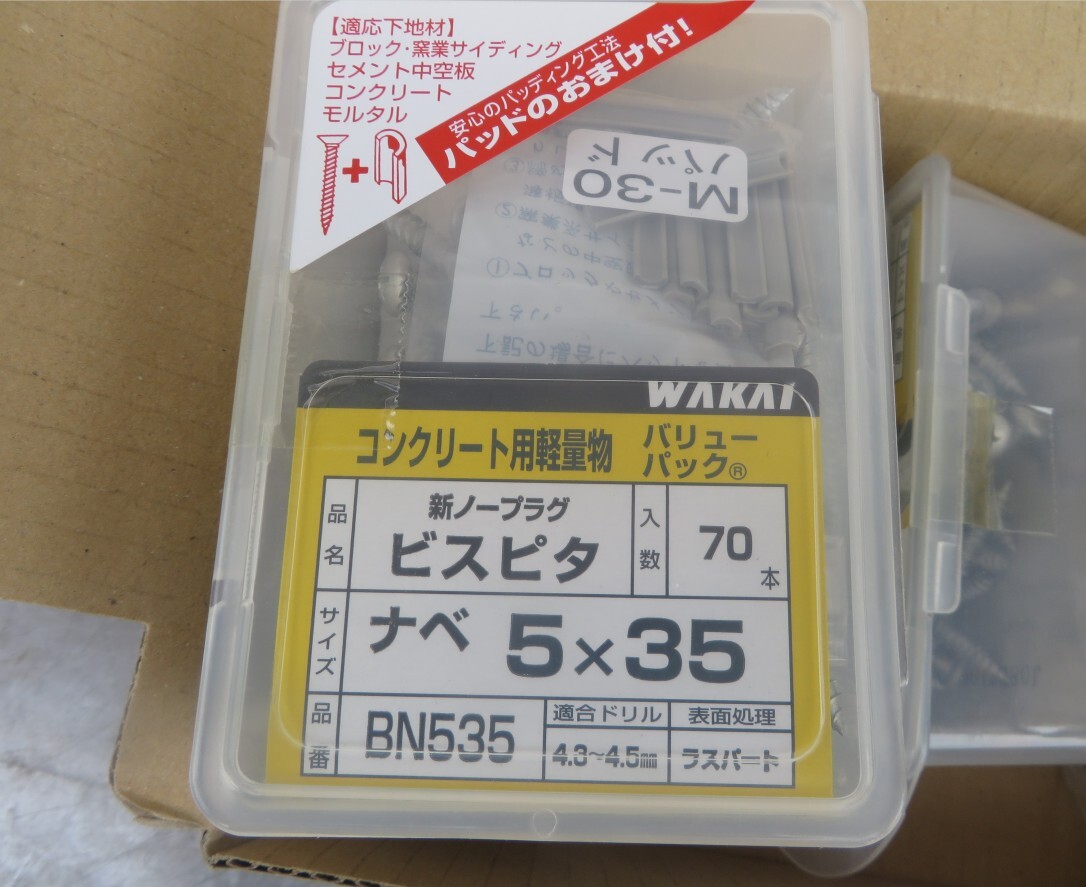 【適応下地材】
ブロック・窯業サイディング
セメント中空板
コンクリート
モルタル
安心のパッディング工法
パッドのおまけ付!
M-30
パッド
WAKAI
コンクリート用軽量物
バリュー
パック®
品名
新ノープラグ
ビスピタ
入数
70本
サイズ
ナベ 5×35
品番
BN535
適合ドリル
4.3~4.5mm
表面処理
ラスパート